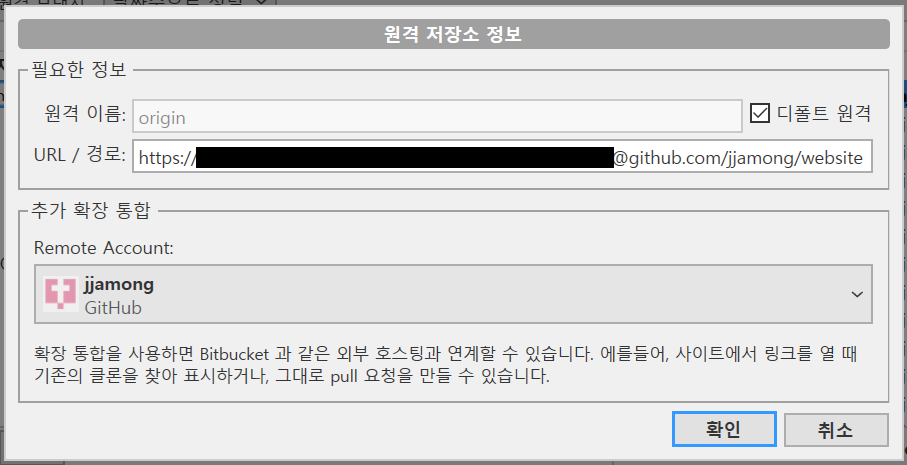 원격 저장소 정보
필요한 정보
원격 이름: origin 디폴트 원격
URL / 경로: https:// @github.com/jjamong/website
추가 확장 통합
Remote Account:
jjamong
GitHub
확장 통합을 사용하면 Bitbucket 과 같은 외부 호스팅과 연계할 수 있습니다. 에를들어, 사이트에서 링크를 열 때
기존의 클론을 찾아 표시하거나, 그대로 pull 요청을 만들 수 있습니다.
확인 취소